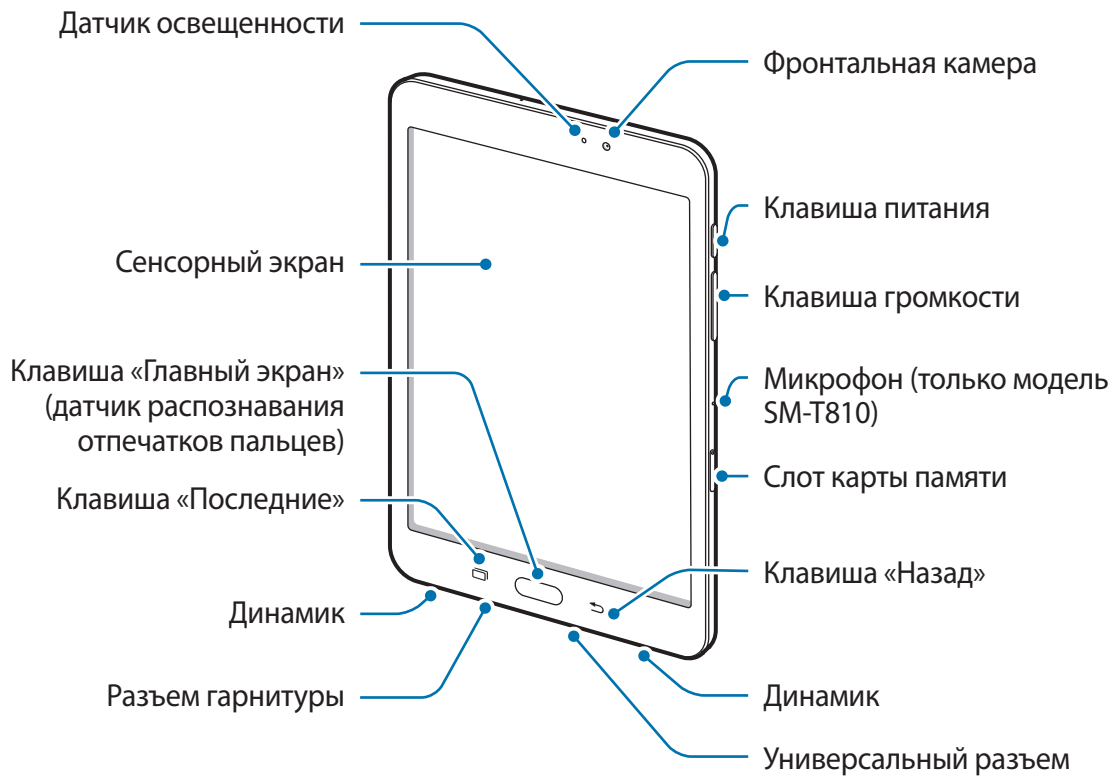 Датчик освещенности
Фронтальная камера
Клавиша питания
Сенсорный экран
Клавиша громкости
Клавиша «Главный экран»
(датчик распознавания
отпечатков пальцев)
Микрофон (только модель
SM-T810)
Слот карты памяти
Клавиша «Последние»
Клавиша «Назад»
Динамик
Разъем гарнитуры
Динамик
Универсальный разъем